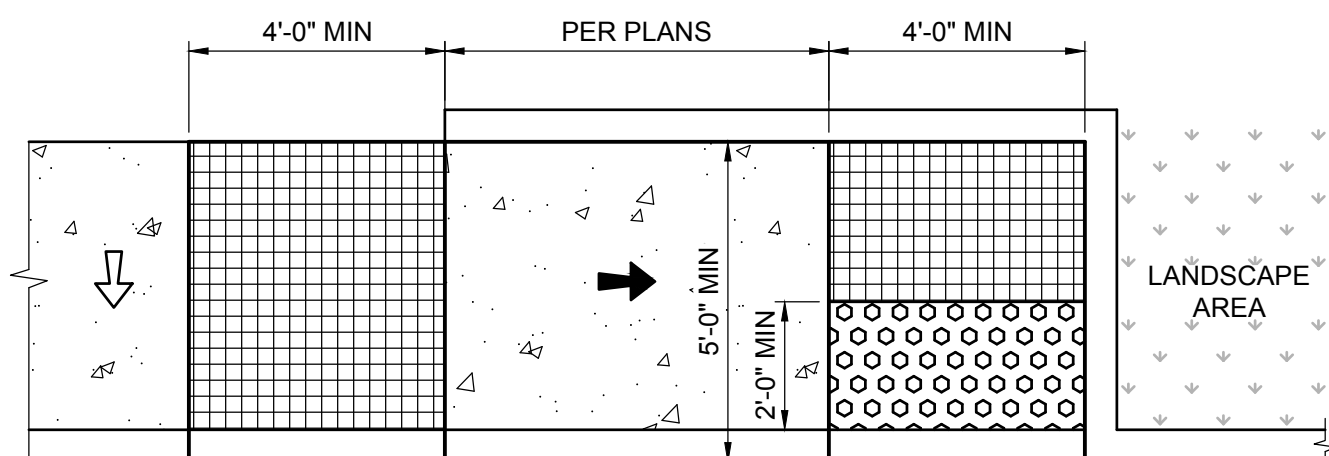 4'-0" MIN
PER PLANS
4'-0" MIN
5'-0" MIN
2'-0" MIN
LANDSCAPE
AREA